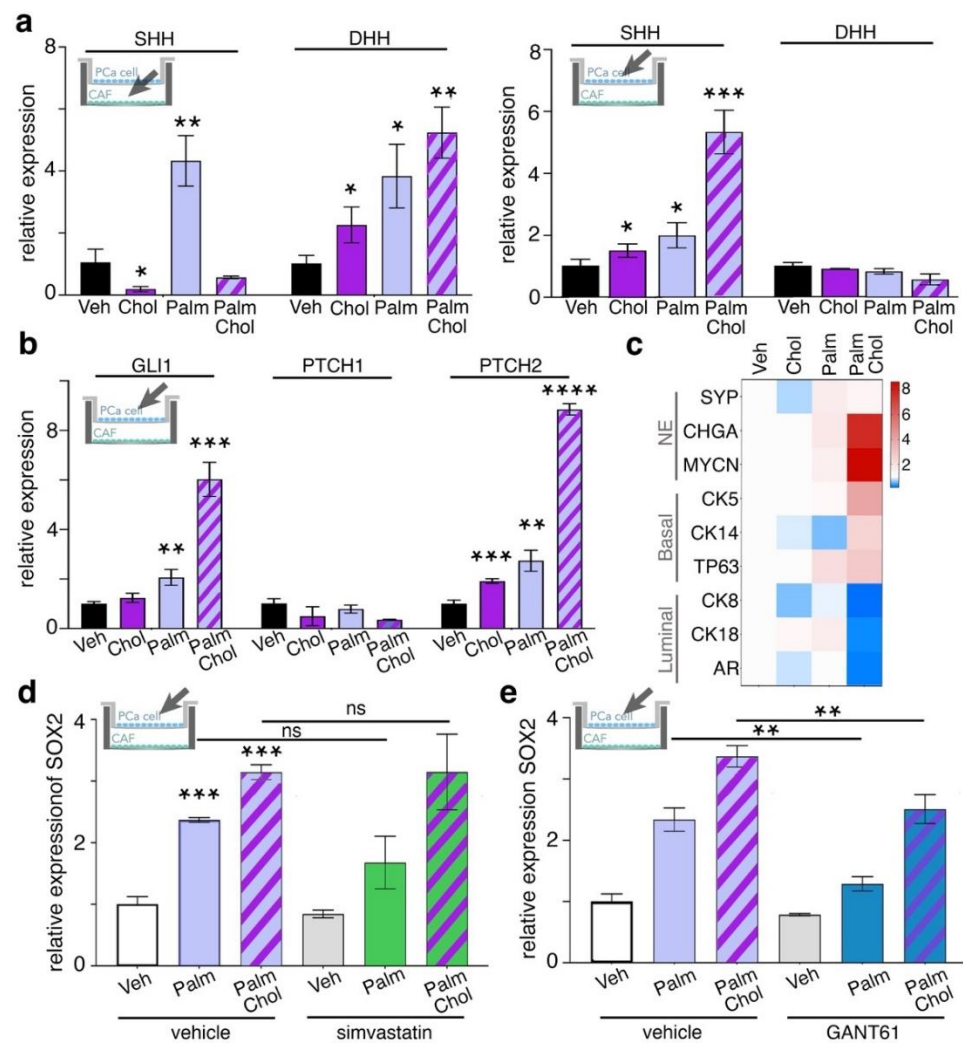 a
SHH DHH SHH DHH
relative expression
8
4
0
PCa cell
CAF
*
**
*
*
**
Veh Chol Palm Palm Chol Veh Chol Palm Palm Chol
relative expression
8
6
4
2
0
PCa cell
CAF
*
*
***
Veh Chol Palm Palm Chol Veh Chol Palm Palm Chol
b
GLI1 PTCH1 PTCH2
relative expression
8
4
0
PCa cell
CAF
**
***
***
**
****
Veh Chol Palm Palm Chol Veh Chol Palm Palm Chol Veh Chol Palm Palm Chol
c
Veh Chol Palm Palm Chol
NE
SYP
CHGA
MYCN
Basal
CK5
CK14
TP63
Luminal
CK8
CK18
AR
8
6
4
2
d
relative expressionof SOX2
4
2
0
PCa cell
CAF
ns
ns
***
***
Veh Palm Palm Chol Veh Palm Palm Chol
vehicle simvastatin
e
relative expression SOX2
4
2
0
PCa cell
CAF
**
**
Veh Palm Palm Chol Veh Palm Palm Chol
vehicle GANT61